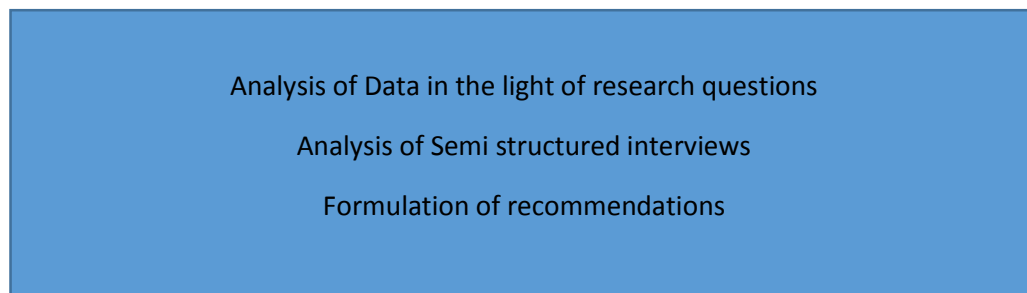 Analysis of Data in the light of research questions
Analysis of Semi structured interviews
Formulation of recommendations